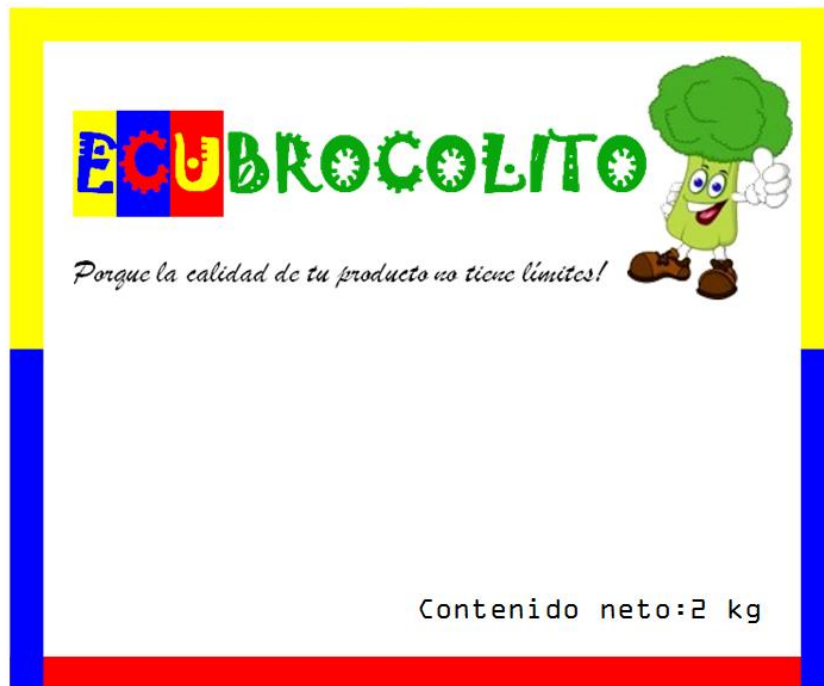 ECUBROCOLITO
Porque la calidad de tu producto no tiene límites!
Contenido neto:2 kg